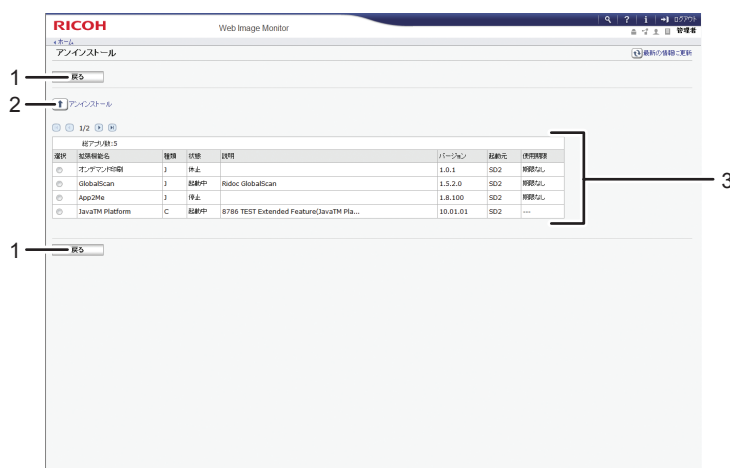 RICOH
Web Image Monitor
? i ログアウト
管理者
ホーム
アンインストール
最新の情報に更新
1
戻る
2
アンインストール
1/2
総アプリ数:5
選択 拡張機能名 種類 状態 説明 バージョン 起動元 使用期限
オンデマンド印刷 J 休止 1.0.1 SD2 期限なし
GlobalScan J 起動中 Ridoc GlobalScan 1.5.2.0 SD2 期限なし
App2Me J 停止 1.8.100 SD2 期限なし
JavaTM Platform C 起動中 8786 TEST Extended Feature(JavaTM Pla... 10.01.01 SD2 ---
3
1
戻る